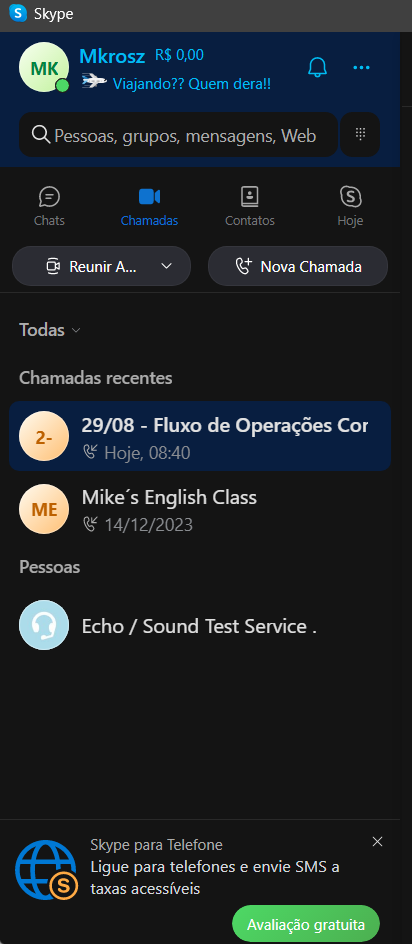 Skype
MK
Mkrosz R$ 0,00
Viajando?? Quem dera!!
Pessoas, grupos, mensagens, Web
Chats
Chamadas
Contatos
Hoje
Reunir A...
Nova Chamada
Todas
Chamadas recentes
2-
29/08 - Fluxo de Operações Cor
Hoje, 08:40
ME
Mike´s English Class
14/12/2023
Pessoas
Echo / Sound Test Service .
Skype para Telefone
Ligue para telefones e envie SMS a
taxas acessíveis
Avaliação gratuita